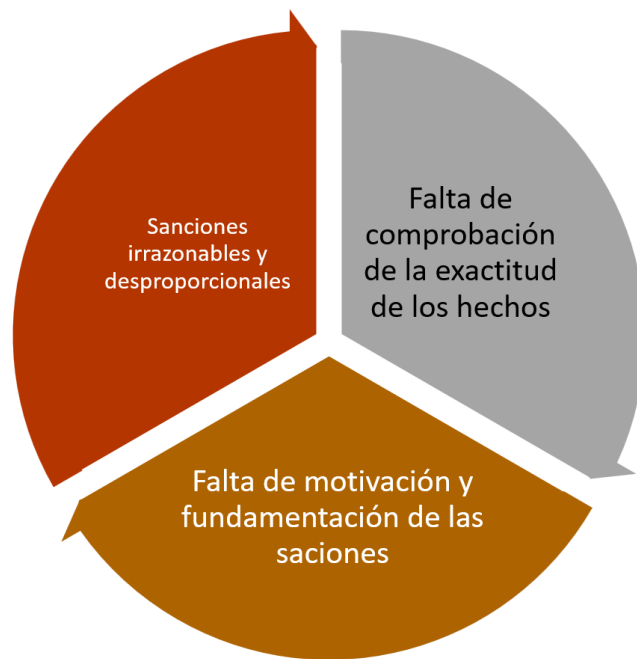 Sanciones
irrazonables y
desproporcionales
Falta de
comprobación
de la exactitud
de los hechos
Falta de motivación y
fundamentación de las
saciones